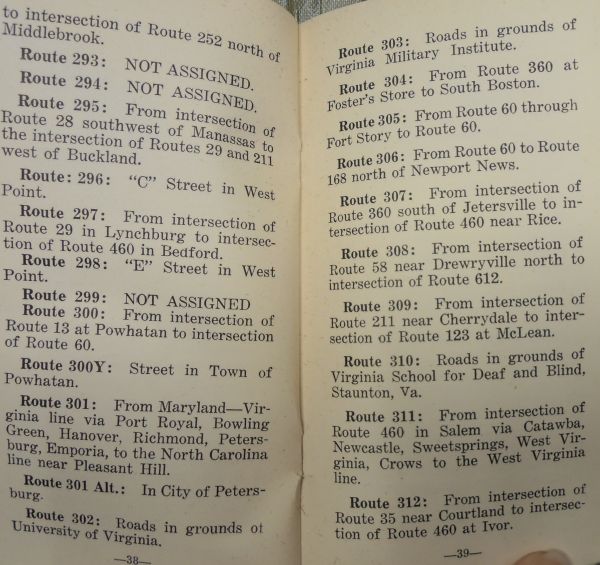 to intersection of Route 252 north of
Middlebrook.
Route 293: NOT ASSIGNED.
Route 294: NOT ASSIGNED.
Route 295: From intersection of
Route 28 southwest of Manassas to
the intersection of Routes 29 and 211
west of Buckland.
Route: 296: "C" Street in West
Point.
Route 297: From intersection of
Route 29 in Lynchburg to intersec-
tion of Route 460 in Bedford.
Route 298: "E" Street in West
Point.
Route 299: NOT ASSIGNED
Route 300: From intersection of
Route 13 at Powhatan to intersection
of Route 60.
Route 300Y: Street in Town of
Powhatan.
Route 301: From Maryland—Vir-
ginia line via Port Royal, Bowling
Green, Hanover, Richmond, Peters-
burg, Emporia, to the North Carolina
line near Pleasant Hill.
Route 301 Alt.: In City of Peters-
burg.
Route 302: Roads in grounds of
University of Virginia.
—38—
Route 303: Roads in grounds of
Virginia Military Institute.
Route 304: From Route 360 at
Foster's Store to South Boston.
Route 305: From Route 60 through
Fort Story to Route 60.
Route 306: From Route 60 to Route
168 north of Newport News.
Route 307: From intersection of
Route 360 south of Jetersville to in-
tersection of Route 460 near Rice.
Route 308: From intersection of
Route 58 near Drewryville north to
intersection of Route 612.
Route 309: From intersection of
Route 211 near Cherrydale to inter-
section of Route 123 at McLean.
Route 310: Roads in grounds of
Virginia School for Deaf and Blind,
Staunton, Va.
Route 311: From intersection of
Route 460 in Salem via Catawba,
Newcastle, Sweetsprings, West Vir-
ginia, Crows to the West Virginia
line.
Route 312: From intersection of
Route 35 near Courtland to intersec-
tion of Route 460 at Ivor.
—39—